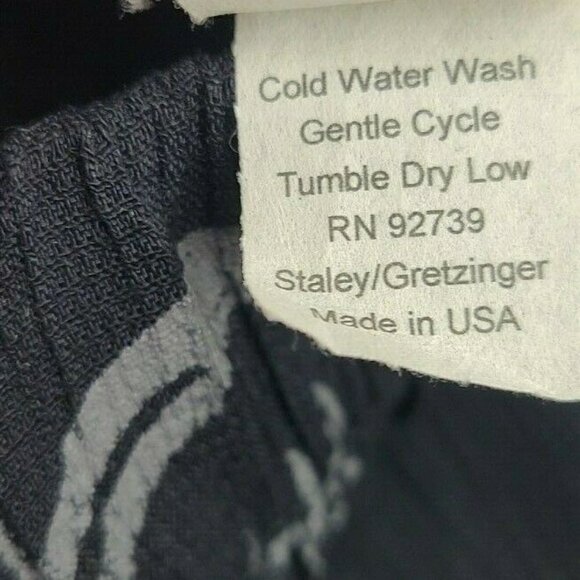 Cold Water Wash
Gentle Cycle
Tumble Dry Low
RN 92739
Staley/Gretzinger
Made in USA